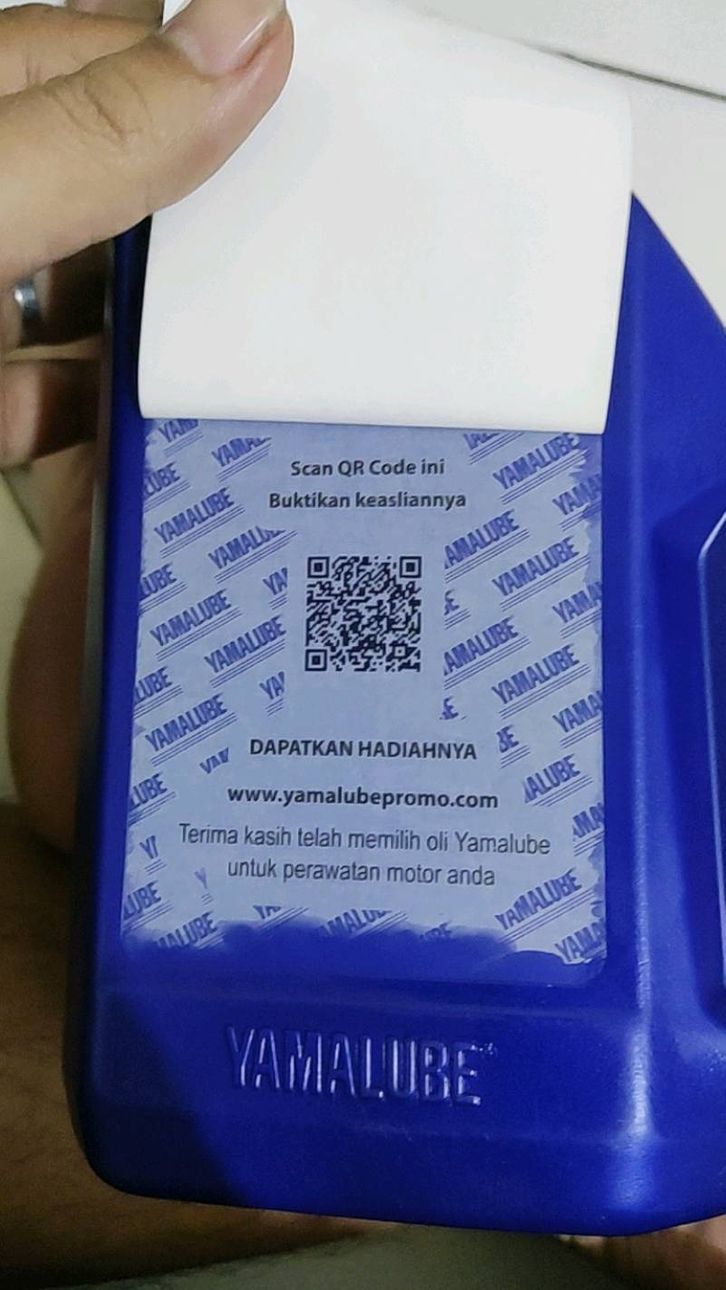 Scan QR Code ini
Buktikan keasliannya
DAPATKAN HADIAHNYA
www.yamalubepromo.com
Terima kasih telah memilih oli Yamalube
untuk perawatan motor anda
YAMALUBE